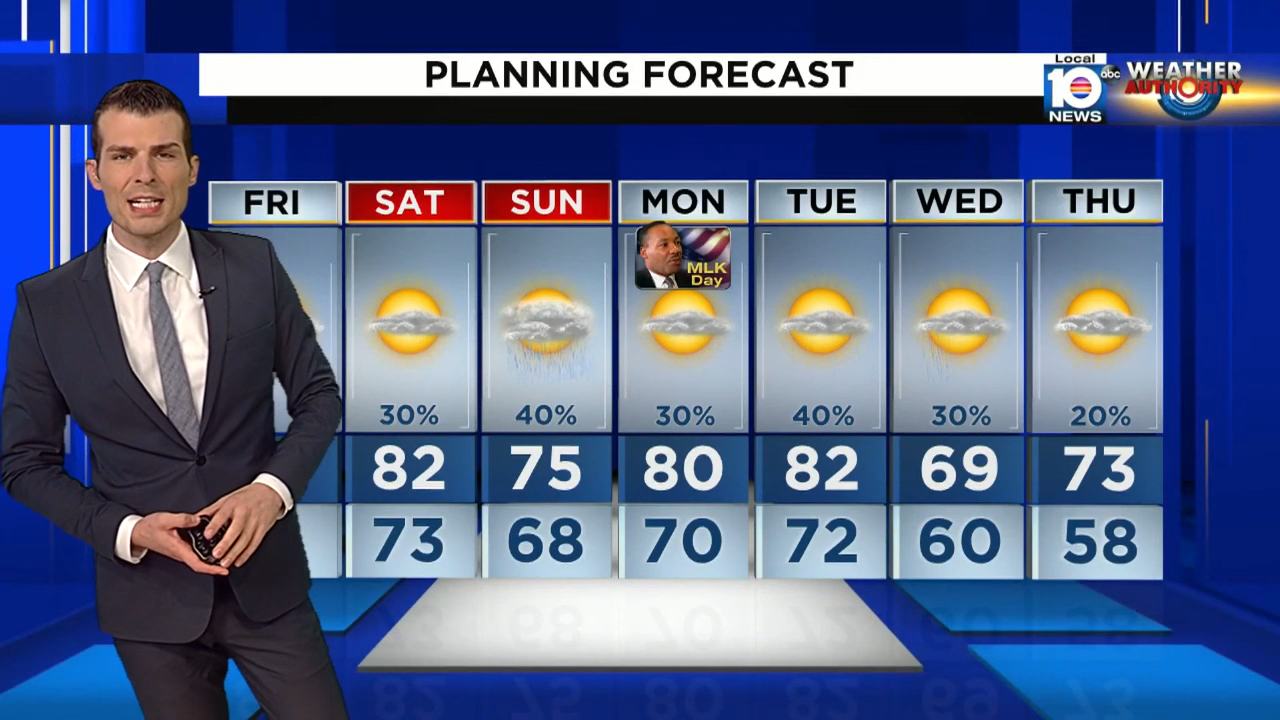 PLANNING FORECAST
Local
10
abc
NEWS
WEATHER
AUTHORITY
FRI SAT SUN MON TUE WED THU
MLK
Day
30% 40% 30% 40% 30% 20%
82 75 80 82 69 73
73 68 70 72 60 58